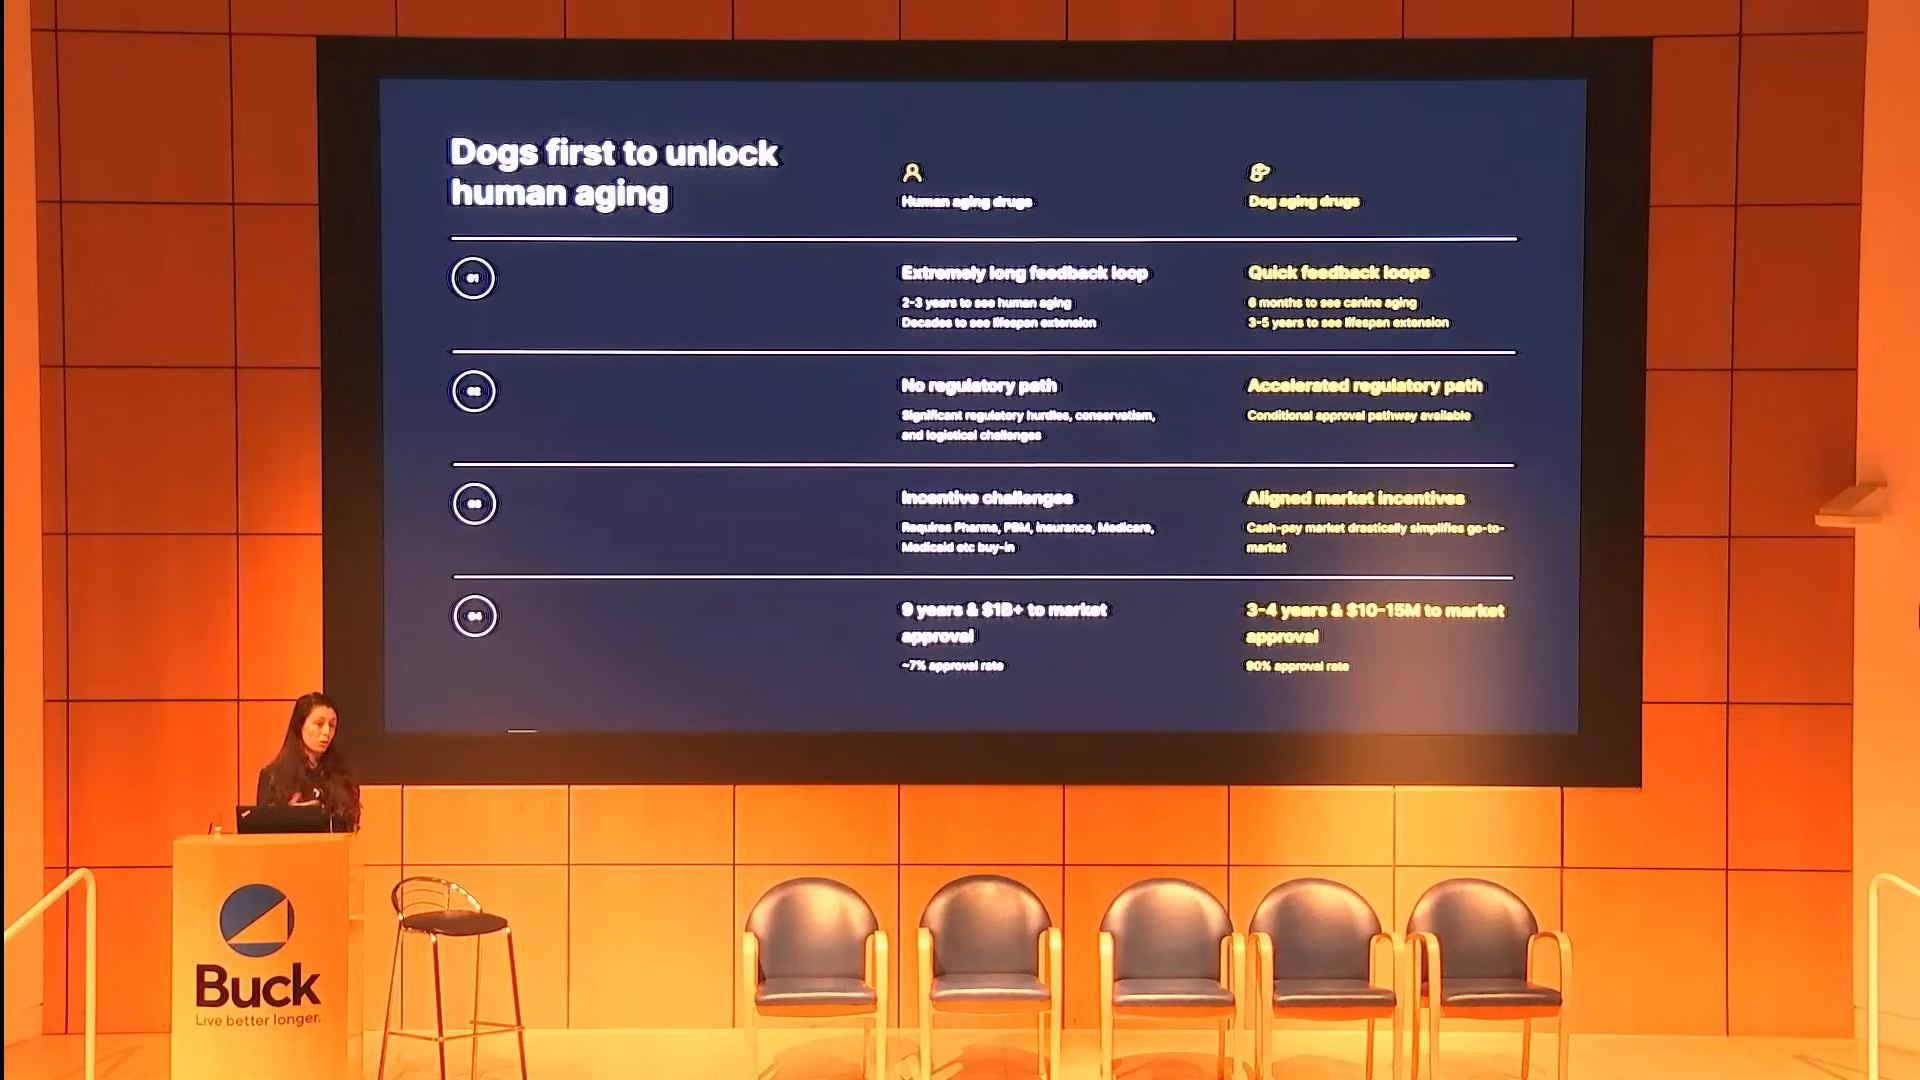 Dogs first to unlock
human aging
Human aging drugs
Dog aging drugs
01
Extremely long feedback loop
2-3 years to see human aging
Decades to see lifespan extension
Quick feedback loops
6 months to see canine aging
3-5 years to see lifespan extension
02
No regulatory path
Significant regulatory hurdles, conservatism,
and logistical challenges
Accelerated regulatory path
Conditional approval pathway available
03
Incentive challenges
Requires Pharma, PBM, insurance, Medicare,
Medicaid etc buy-in
Aligned market incentives
Cash-pay market drastically simplifies go-to-
market
04
9 years & $1B+ to market
approval
~7% approval rate
3-4 years & $10-15M to market
approval
90% approval rate
Buck
Live better longer.